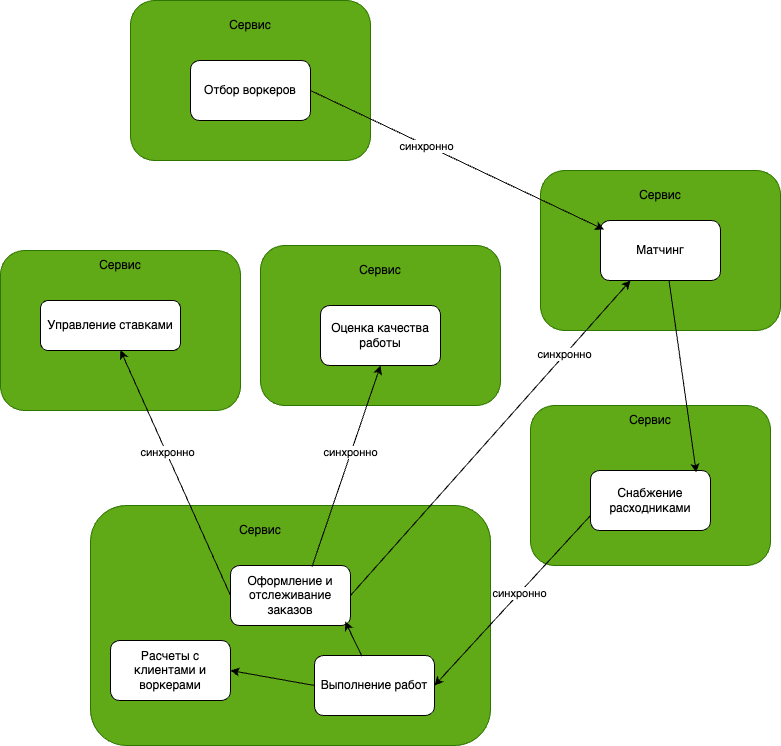 Сервис
Отбор воркеров
синхронно
Сервис
Матчинг
Сервис
Управление ставками
Сервис
Оценка качества
работы
синхронно
синхронно
синхронно
Сервис
Снабжение
расходниками
синхронно
Сервис
Оформление и
отслеживание
заказов
Расчеты с
клиентами и
воркерами
Выполнение работ